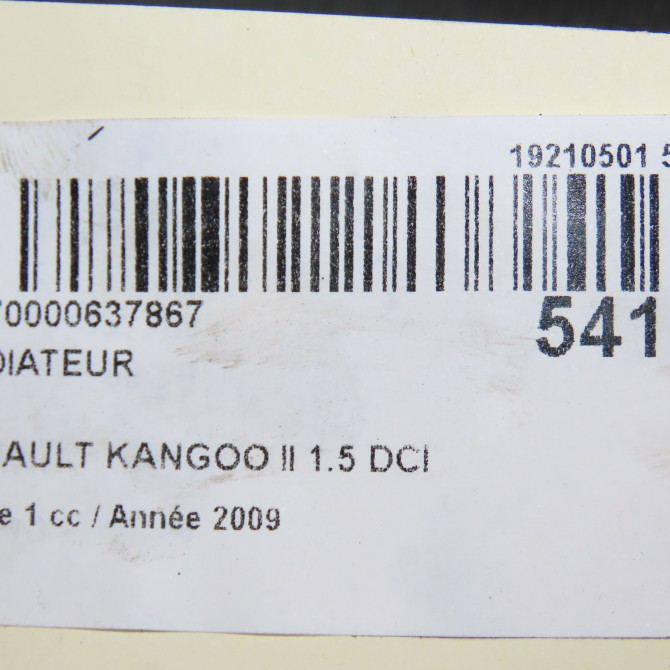 19210501 5
70000637867
541
DIATEUR
AULT KANGOO II 1.5 DCI
e 1 cc / Année 2009